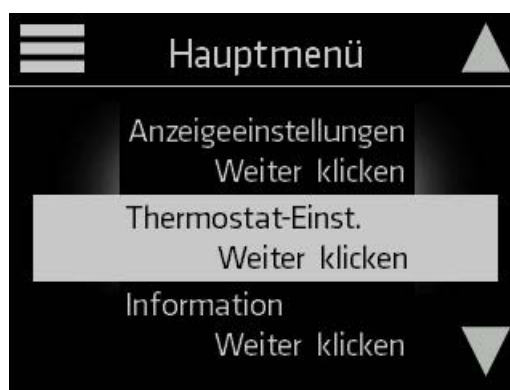 Hauptmenü
Anzeigeeinstellungen
Weiter klicken
Thermostat-Einst.
Weiter klicken
Information
Weiter klicken